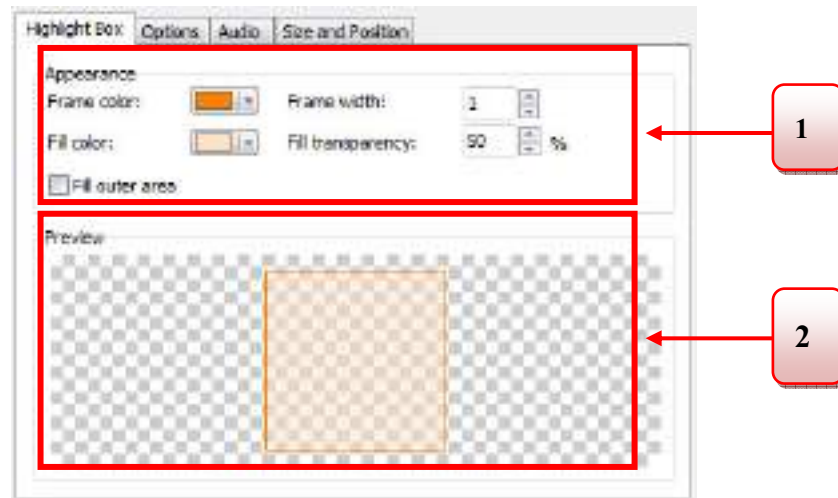 Highlight Box Options Audio Size and Position
Appearance
Frame color: Frame width: 1
Fill color: Fill transparency: 50 %
Fill outer area
1
Preview
2